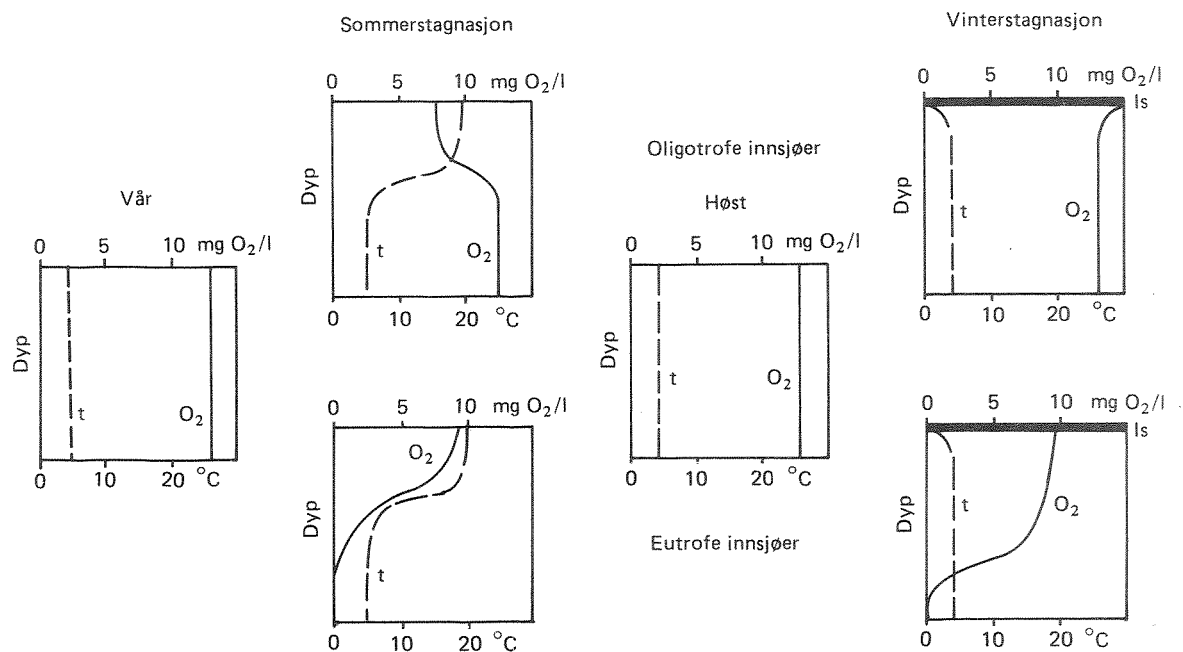 Sommerstagnasjon
0 5 10 mg O₂/l
Dyp
t O₂
0 10 20 °C
Vinterstagnasjon
0 5 10 mg O₂/l
Is
Dyp
t O₂
0 10 20 °C
Oligotrofe innsjøer
Vår
0 5 10 mg O₂/l
Dyp
t O₂
0 10 20 °C
Høst
0 5 10 mg O₂/l
Dyp
t O₂
0 10 20 °C
0 5 10 mg O₂/l
O₂
Dyp
t
0 10 20 °C
Eutrofe innsjøer
0 5 10 mg O₂/l
Is
Dyp
t O₂
0 10 20 °C